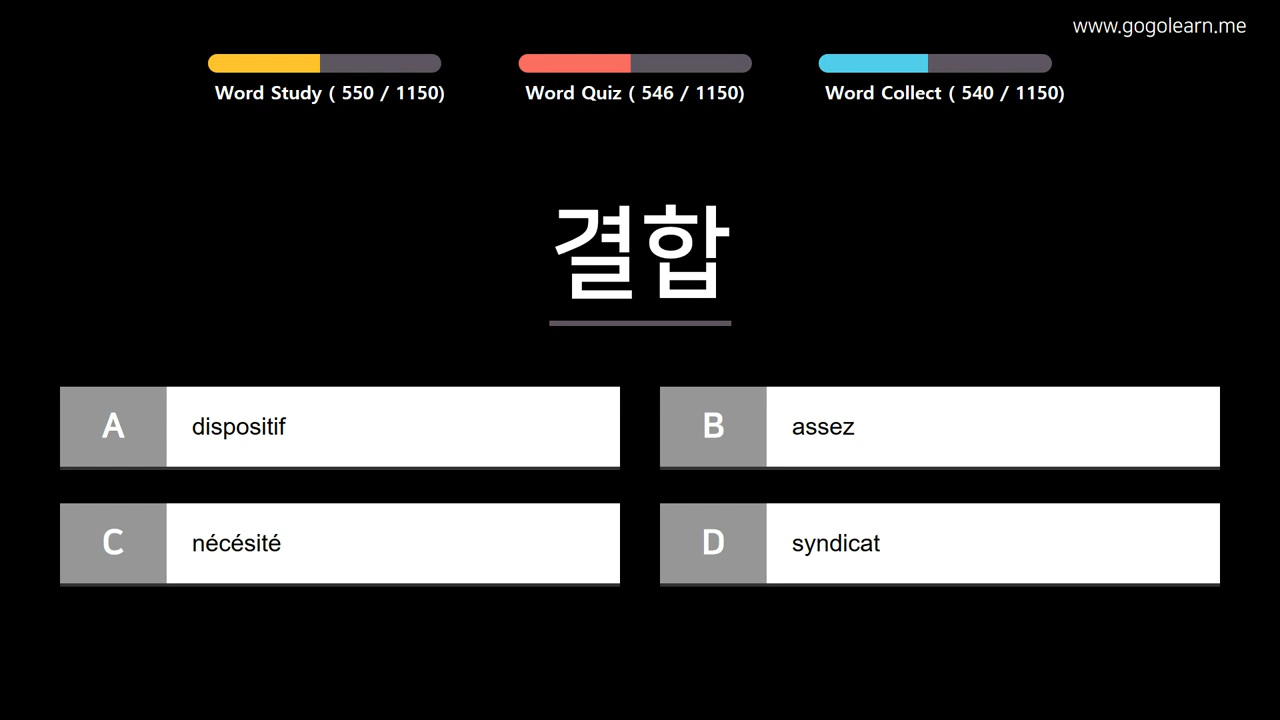 www.gogolearn.me
Word Study ( 550 / 1150)
Word Quiz ( 546 / 1150)
Word Collect ( 540 / 1150)
결합
A dispositif
B assez
C nécésité
D syndicat